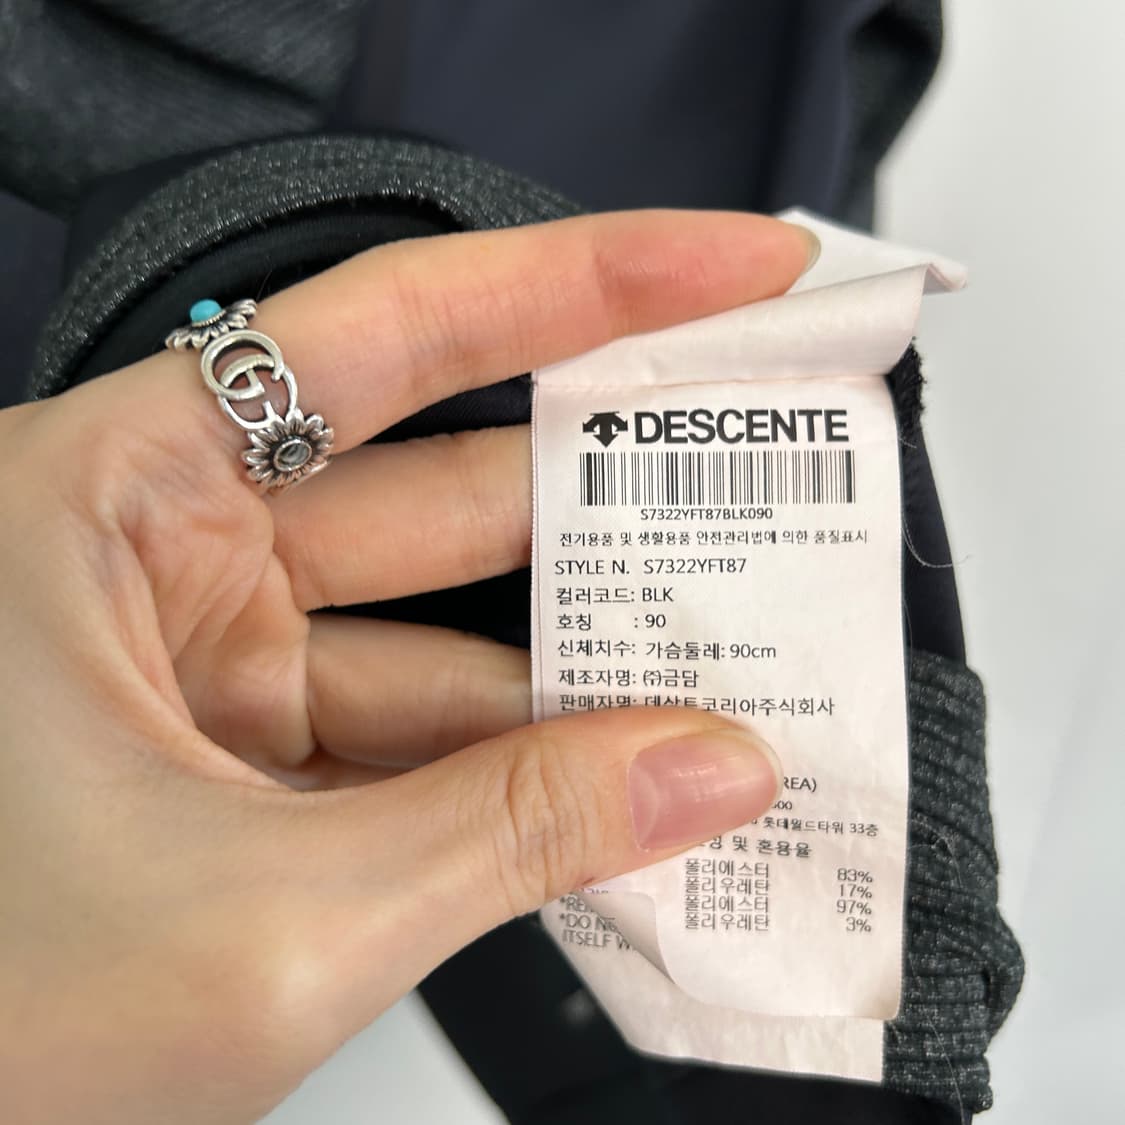 DESCENTE
S7322YFT87BLK090
전기용품 및 생활용품 안전관리법에 의한 품질표시
STYLE N. S7322YFT87
컬러코드: BLK
호칭 : 90
신체치수: 가슴둘레: 90cm
제조자명: ㈜금담
판매자명: 데상트코리아주식회사
롯데월드타워 33층
및 혼용율
폴리에스터 83%
폴리우레탄 17%
폴리에스터 97%
폴리우레탄 3%
*DO
ITSELF